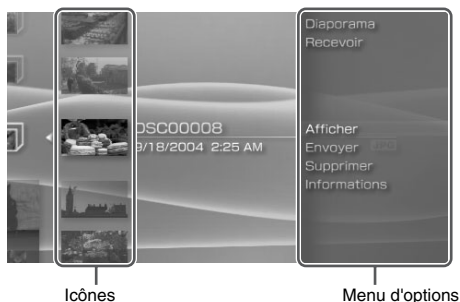 Diaporama
Recevoir
DSC00008
9/18/2004 2:25 AM
Afficher
Envoyer
Supprimer
Informations
Icônes
Menu d'options